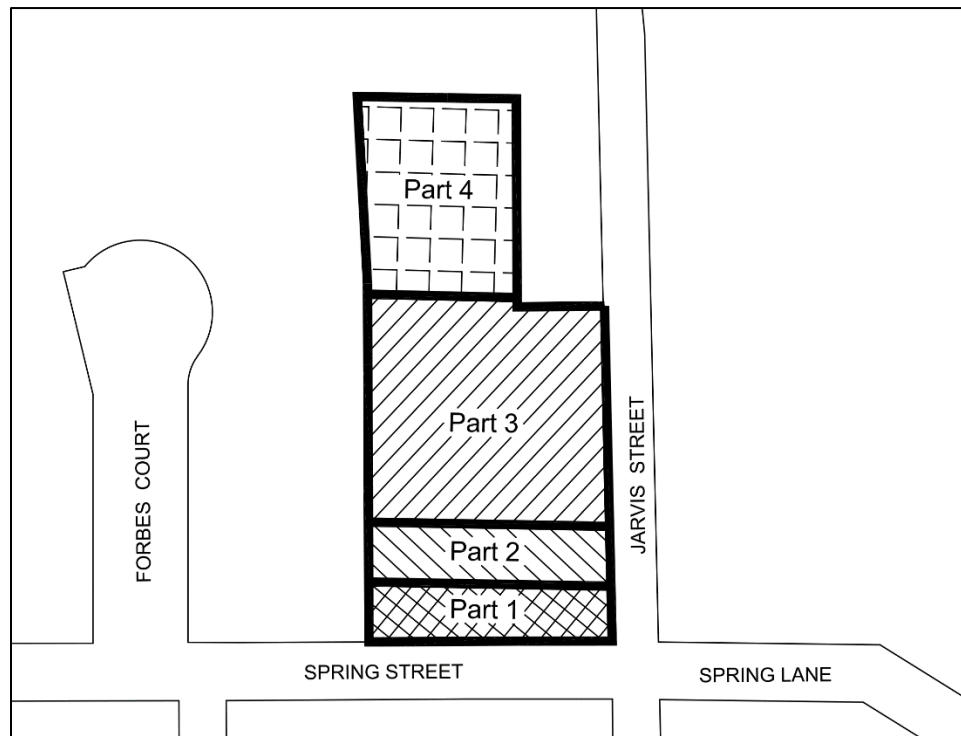 Part 4
Part 3
Part 2
Part 1
FORBES COURT
JARVIS STREET
SPRING STREET
SPRING LANE